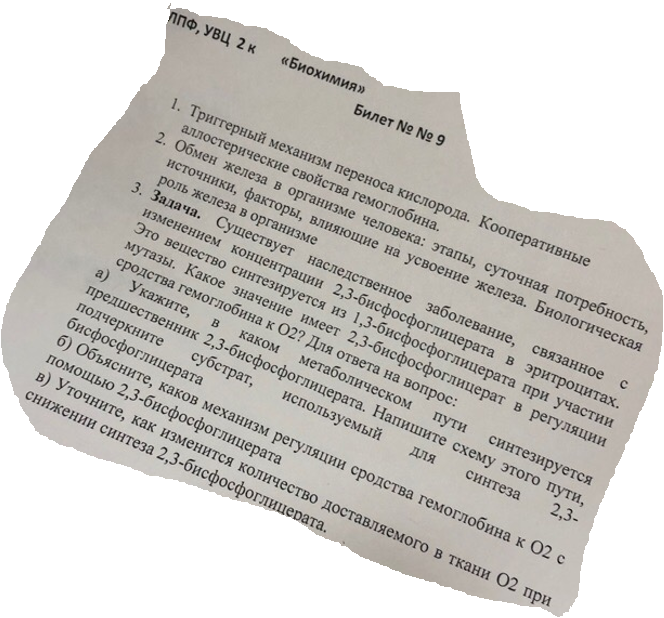 ЛПФ, УВЦ 2 к «Биохимия»
Билет № № 9
1. Триггерный механизм переноса кислорода. Кооперативные
аллостерические свойства гемоглобина.
2. Обмен железа в организме человека: этапы, суточная потребность,
источники, факторы, влияющие на усвоение железа. Биологическая
роль железа в организме
3. Задача. Существует наследственное заболевание, связанное с
изменением концентрации 2,3-бисфосфоглицерата в эритроцитах.
Это вещество синтезируется из 1,3-бисфосфоглицерата при участии
мутазы. Какое значение имеет 2,3-бисфосфоглицерат в регуляции
сродства гемоглобина к О2? Для ответа на вопрос:
а) Укажите, в каком метаболическом пути синтезируется
предшественник 2,3-бисфосфоглицерата. Напишите схему этого пути,
подчеркните субстрат, используемый для синтеза 2,3-
бисфосфоглицерата
б) Объясните, каков механизм регуляции сродства гемоглобина к О2 с
помощью 2,3-бисфосфоглицерата
в) Уточните, как изменится количество доставляемого в ткани О2 при
снижении синтеза 2,3-бисфосфоглицерата.